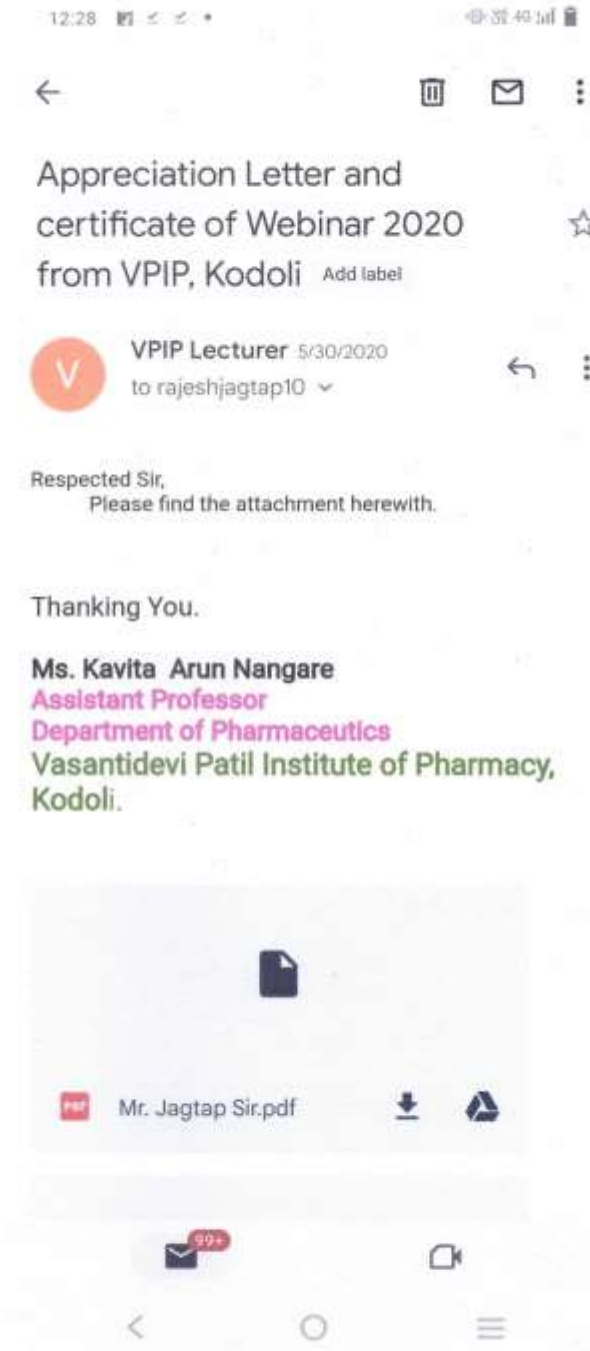 12:28
4G
Appreciation Letter and
certificate of Webinar 2020
from VPIP, Kodoli Add label
V
VPIP Lecturer 5/30/2020
to rajeshjagtap10
Respected Sir,
Please find the attachment herewith.
Thanking You.
Ms. Kavita Arun Nangare
Assistant Professor
Department of Pharmaceutics
Vasantidevi Patil Institute of Pharmacy,
Kodoli.
PDF Mr. Jagtap Sir.pdf
99+